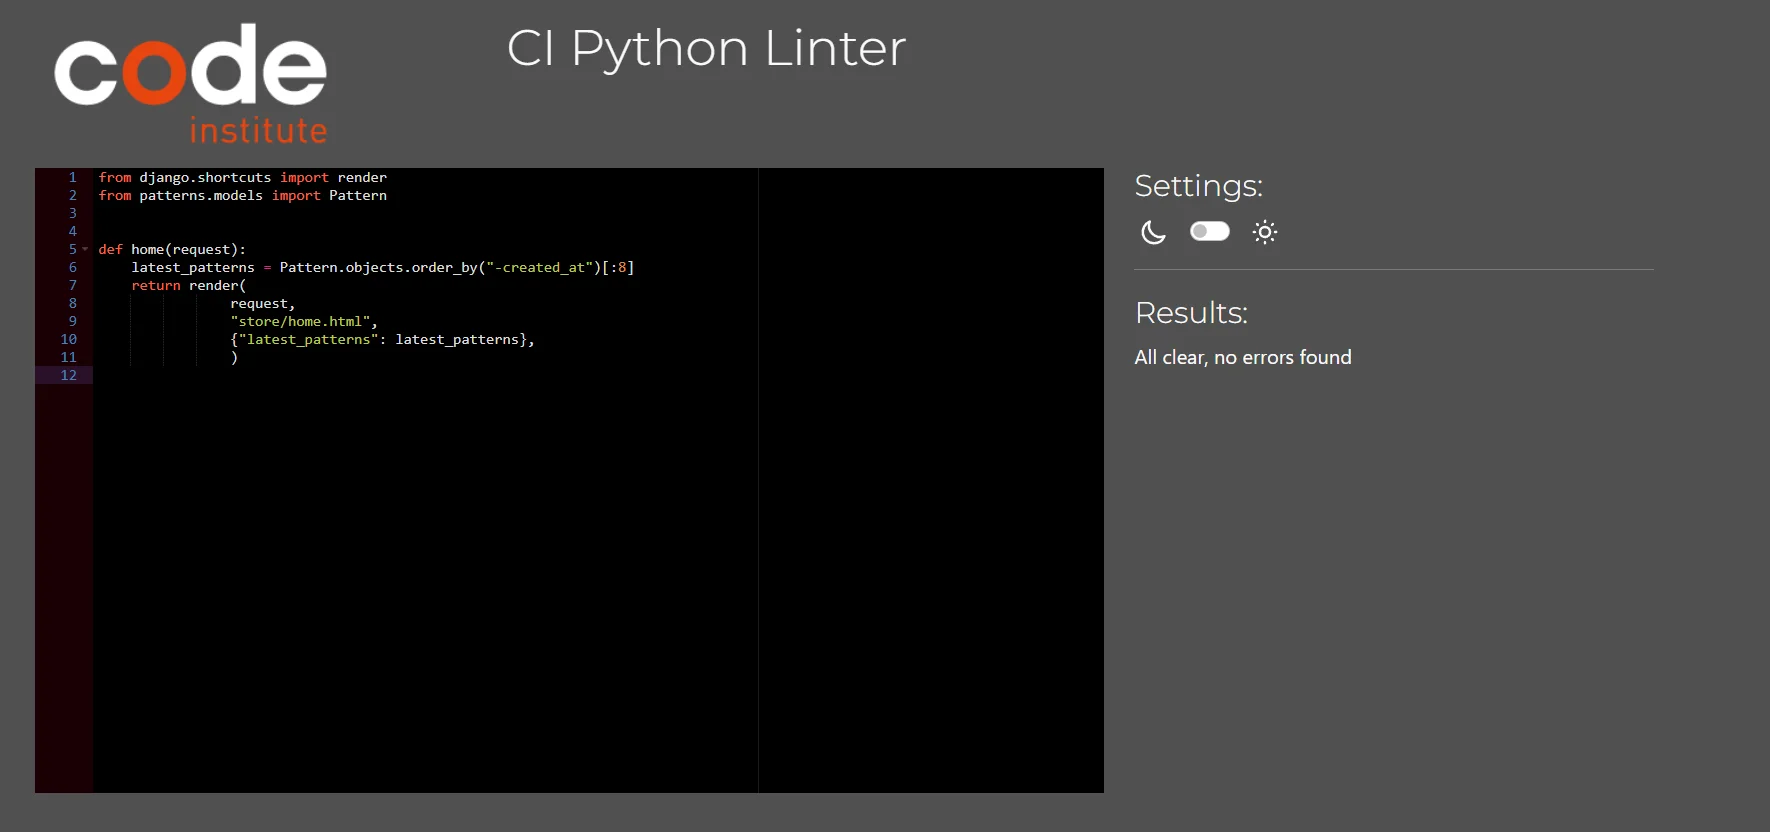 code
institute
CI Python Linter
1 from django.shortcuts import render
2 from patterns.models import Pattern
3
4
5 def home(request):
6     latest_patterns = Pattern.objects.order_by("-created_at")[:8]
7     return render(
8                 request,
9                 "store/home.html",
10                 {"latest_patterns": latest_patterns},
11                 )
12
Settings:
Results:
All clear, no errors found